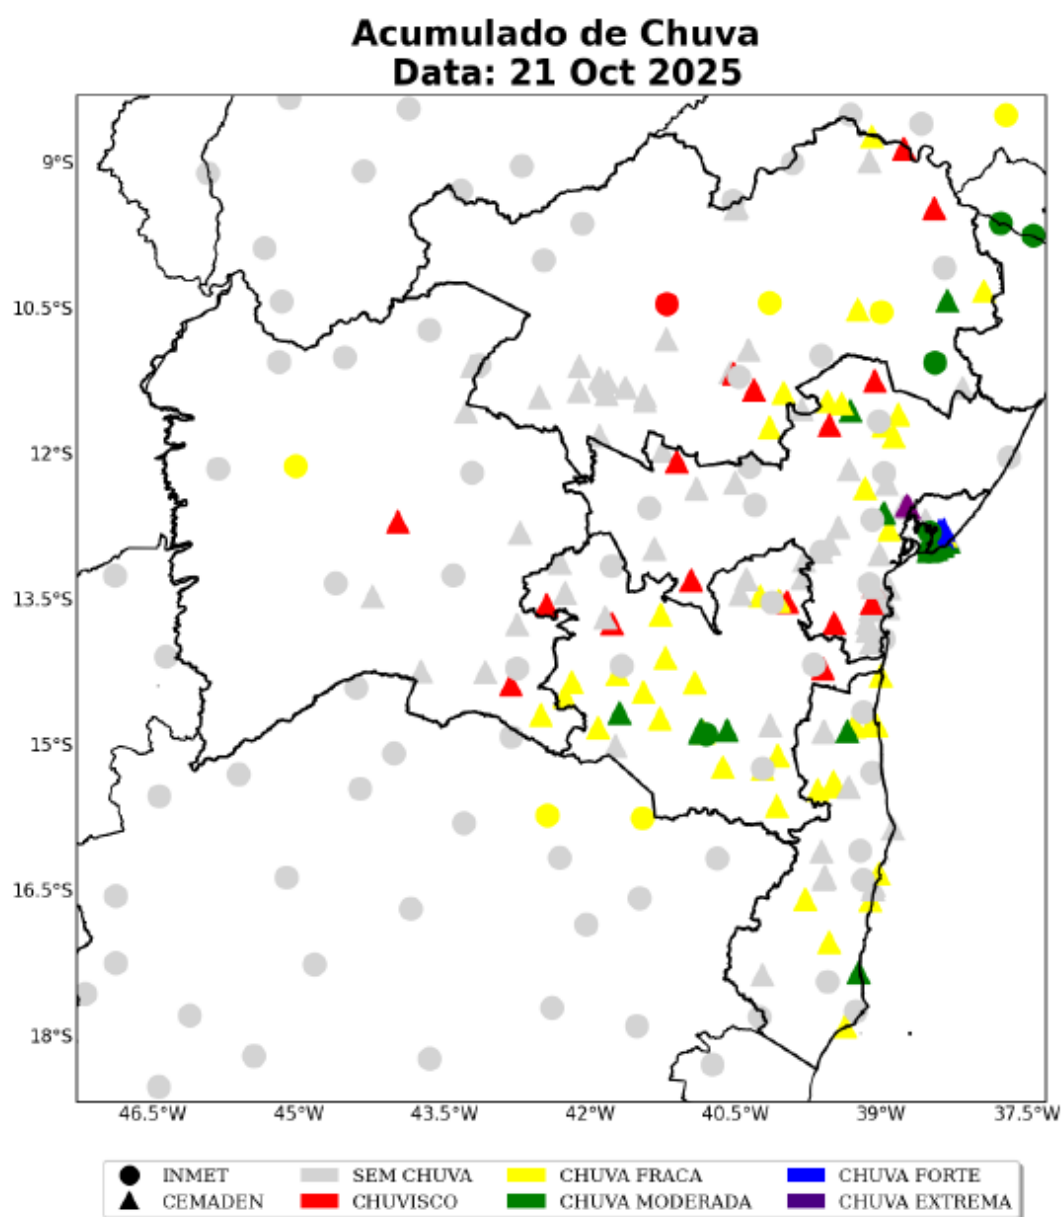 Acumulado de Chuva
Data: 21 Oct 2025
9°S
10.5°S
12°S
13.5°S
15°S
16.5°S
18°S
46.5°W 45°W 43.5°W 42°W 40.5°W 39°W 37.5°W
INMET SEM CHUVA CHUVA FRACA CHUVA FORTE
CEMADEN CHUVISCO CHUVA MODERADA CHUVA EXTREMA